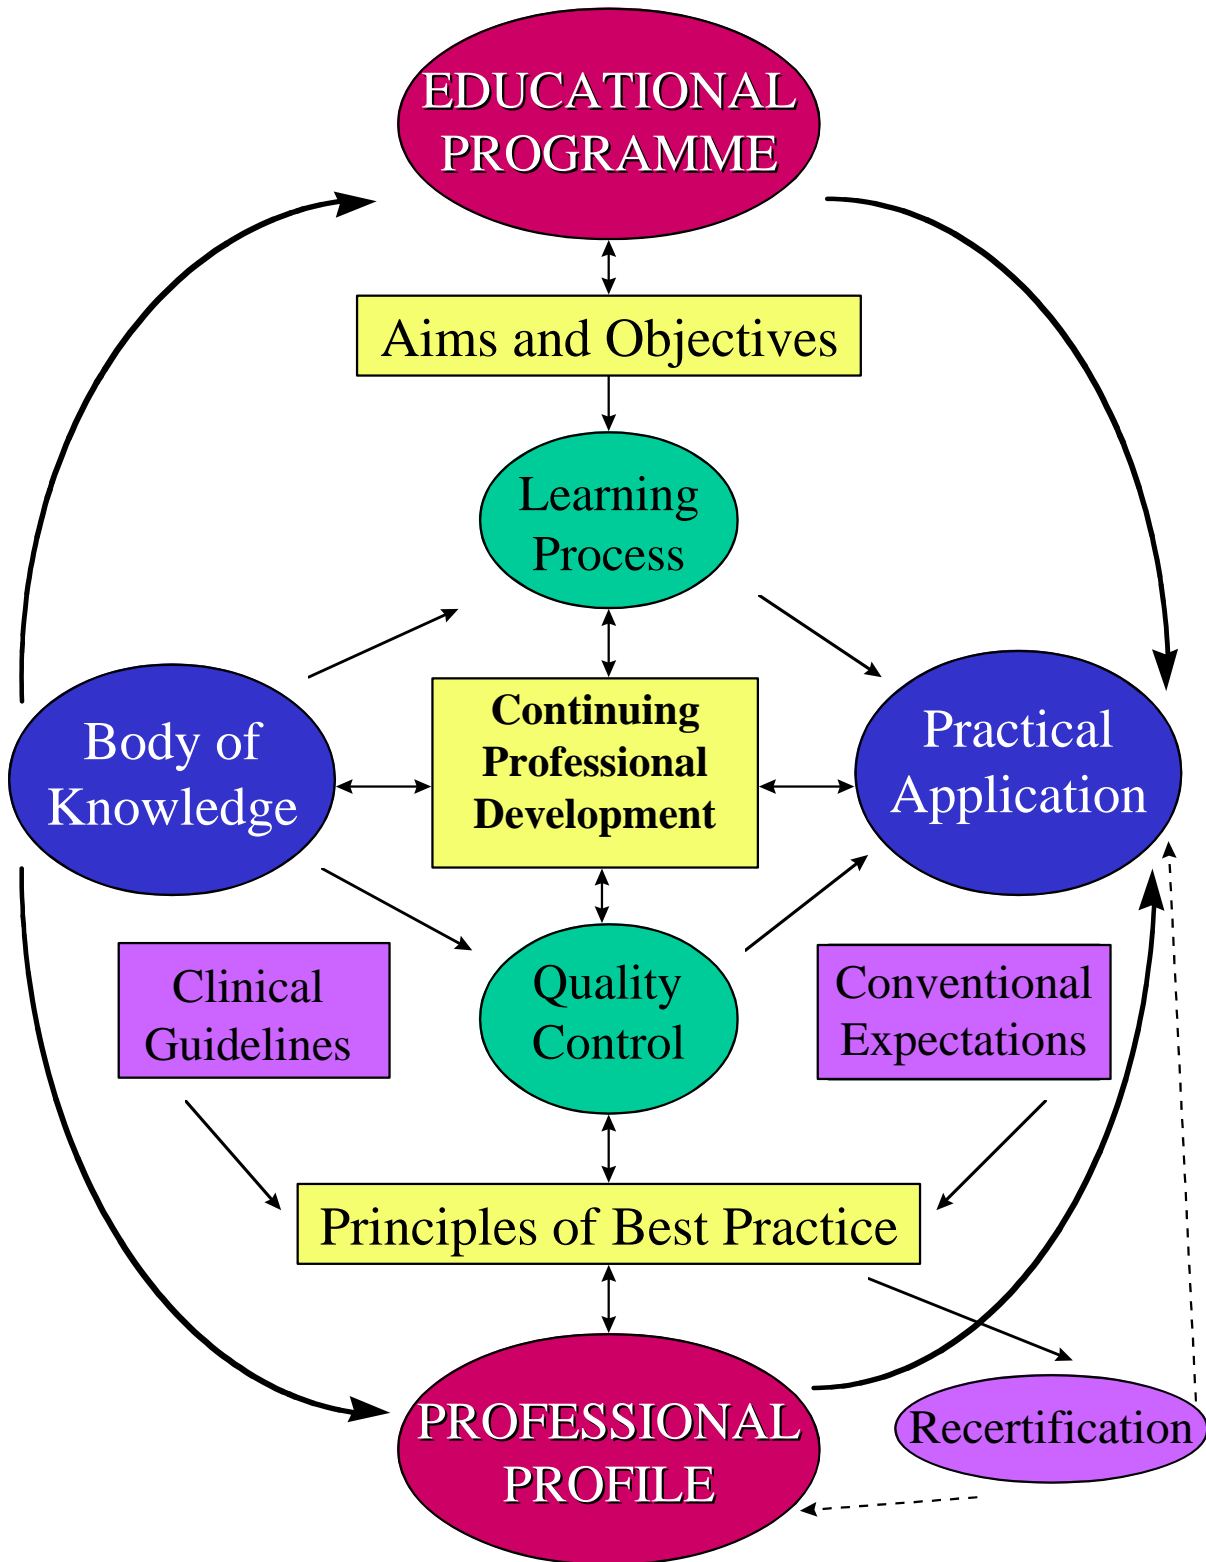 EDUCATIONAL
PROGRAMME
Aims and Objectives
Learning
Process
Body of
Knowledge
Continuing
Professional
Development
Practical
Application
Clinical
Guidelines
Quality
Control
Conventional
Expectations
Principles of Best Practice
PROFESSIONAL
PROFILE
Recertification